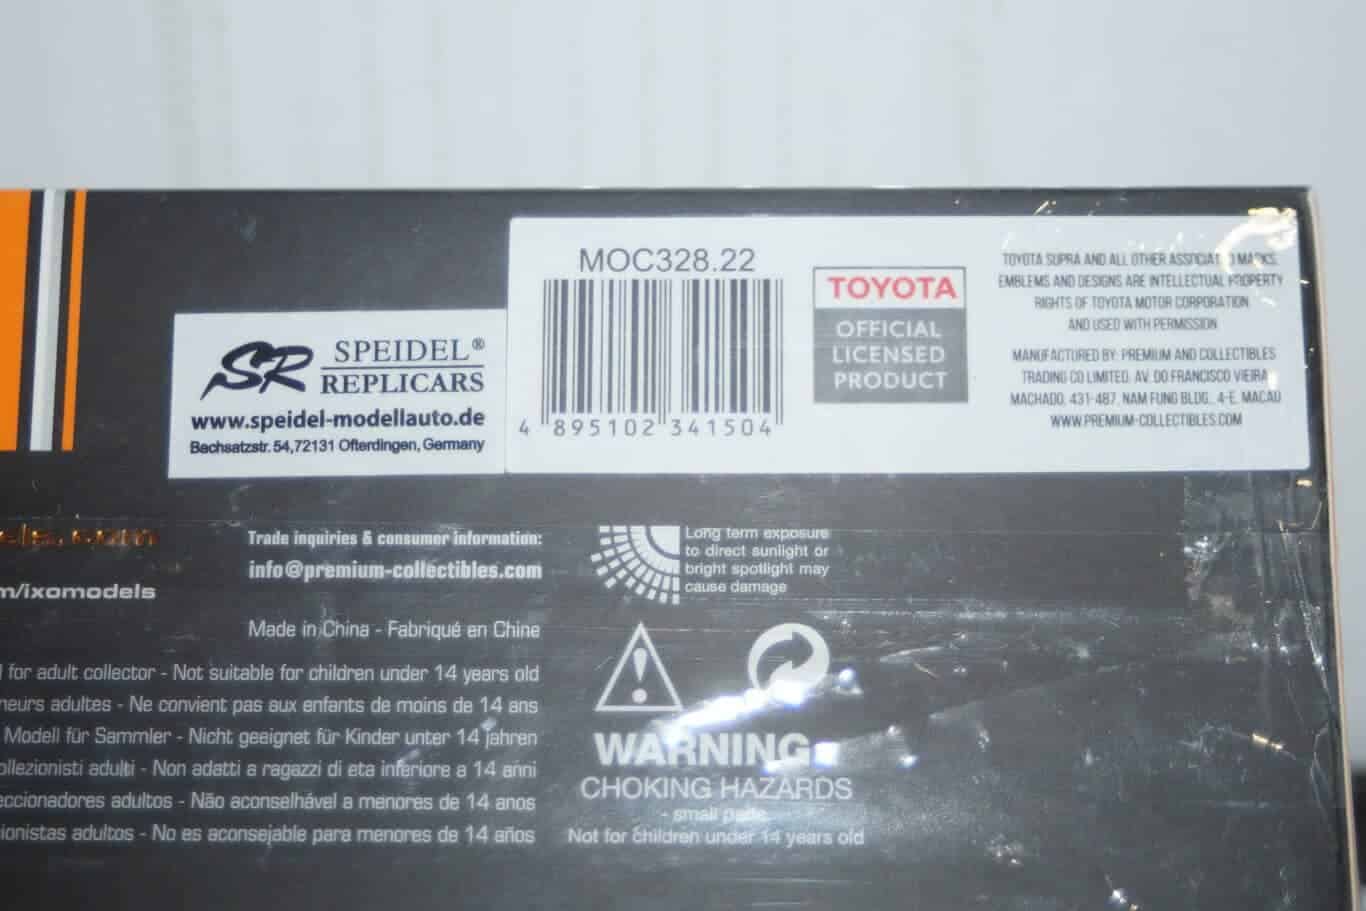 MOC328.22
4 895102 341504
TOYOTA
OFFICIAL
LICENSED
PRODUCT
TOYOTA SUPRA AND ALL OTHER ASSOCIATED MARKS,
EMBLEMS AND DESIGNS ARE INTELLECTUAL PROPERTY
RIGHTS OF TOYOTA MOTOR CORPORATION
AND USED WITH PERMISSION
MANUFACTURED BY: PREMIUM AND COLLECTIBLES
TRADING CO LIMITED. AV. DO FRANCISCO VIEIRA
MACHADO, 431-487, NAM FUNG BLDG., 4-E. MACAU
WWW.PREMIUM-COLLECTIBLES.COM
SR SPEIDEL®
REPLICARS
www.speidel-modellauto.de
Bachsatzstr. 54,72131 Ofterdingen, Germany
m/ixomodels
Trade inquiries & consumer information:
info@premium-collectibles.com
Made in China - Fabriqué en Chine
for adult collector - Not suitable for children under 14 years old
neurs adultes - Ne convient pas aux enfants de moins de 14 ans
Modell für Sammler - Nicht geeignet für Kinder unter 14 jahren
ollezionisti adulti - Non adatti a ragazzi di eta inferiore a 14 anni
eccionadores adultos - Não aconselhável a menores de 14 anos
ionistas adultos - No es aconsejable para menores de 14 años
Long term exposure
to direct sunlight or
bright spotlight may
cause damage
WARNING:
CHOKING HAZARDS
- small parts.
Not for children under 14 years old